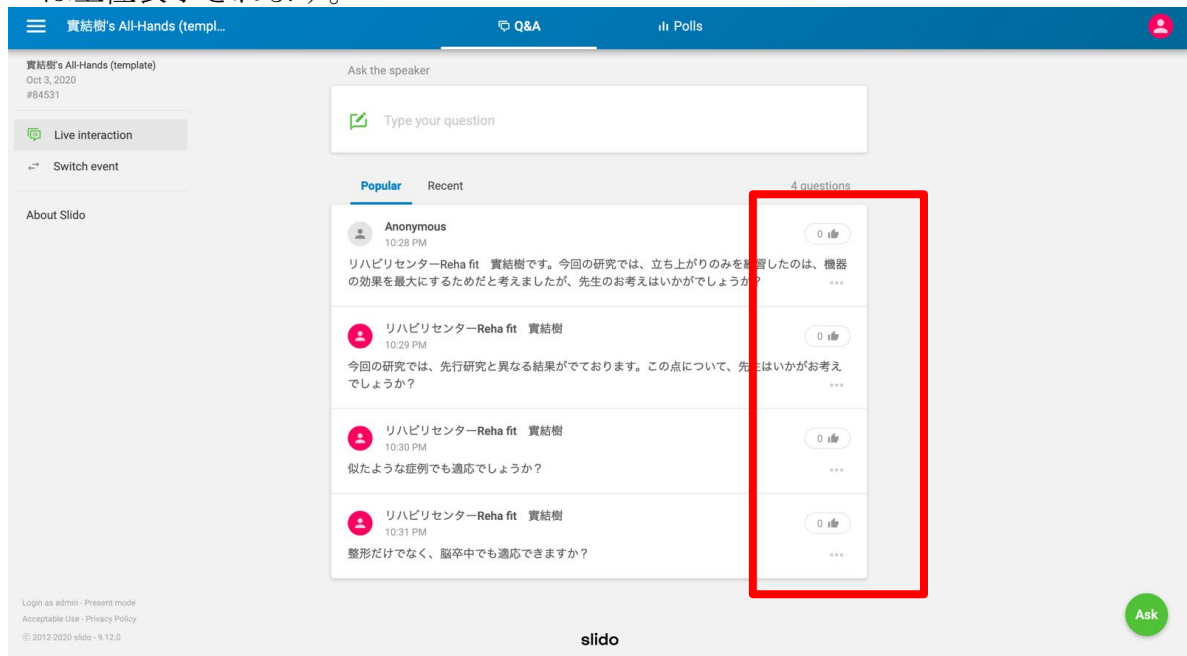 は上位表示されます。
實結樹's All-Hands (templ...
Q&A
Polls
實結樹's All-Hands (template)
Oct 3, 2020
#84531
Live interaction
Switch event
About Slido
Ask the speaker
Type your question
Popular
Recent
4 questions
Anonymous
10:28 PM
0
リハビリセンターReha fit　實結樹です。今回の研究では、立ち上がりのみを練習したのは、機器
の効果を最大にするためだと考えましたが、先生のお考えはいかがでしょうか？
リハビリセンターReha fit　實結樹
10:29 PM
0
今回の研究では、先行研究と異なる結果がでております。この点について、先生はいかがお考え
でしょうか？
リハビリセンターReha fit　實結樹
10:30 PM
0
似たような症例でも適応でしょうか？
リハビリセンターReha fit　實結樹
10:31 PM
0
整形だけでなく、脳卒中でも適応できますか？
Login as admin - Present mode
Acceptable Use - Privacy Policy
© 2012-2020 slido - 9.12.0
slido
Ask